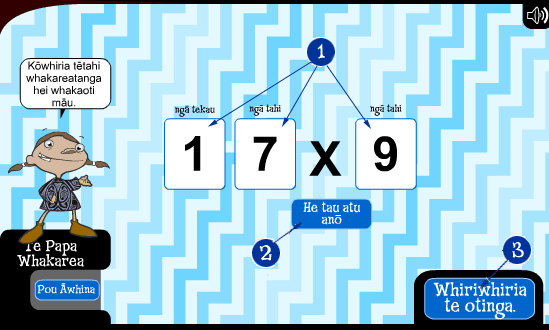 Kōwhiria tētahi
whakareatanga
hei whakaoti
māu.
1
ngā tekau
ngā tahi
ngā tahi
1 7 x 9
He tau atu
anō
2
3
Te Papa
Whakarea
Pou Āwhina
Whiriwhiria
te otinga.